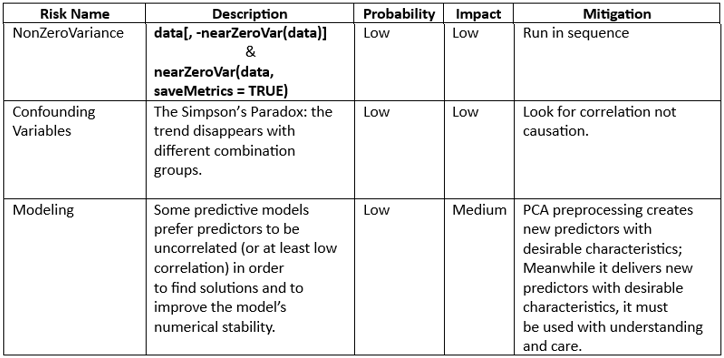 Risk Name Description Probability Impact Mitigation
NonZeroVariance data[, -nearZeroVar(data)] Low Low Run in sequence
&
nearZeroVar(data,
saveMetrics = TRUE)
Confounding The Simpson's Paradox: the Low Low Look for correlation not
Variables trend disappears with causation.
different combination
groups.
Modeling Some predictive models Low Medium PCA preprocessing creates
prefer predictors to be new predictors with
uncorrelated (or at least low desirable characteristics;
correlation) in order Meanwhile it delivers new
to find solutions and to predictors with desirable
improve the model's characteristics, it must
numerical stability. be used with understanding
and care.